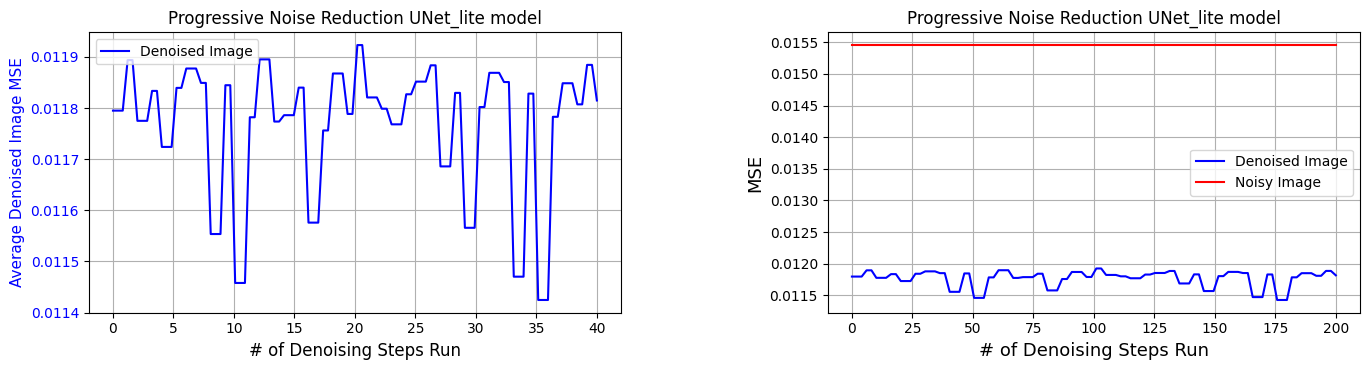 Progressive Noise Reduction UNet_lite model
Denoised Image
Average Denoised Image MSE
0.0119
0.0118
0.0117
0.0116
0.0115
0.0114
0 5 10 15 20 25 30 35 40
# of Denoising Steps Run
Progressive Noise Reduction UNet_lite model
MSE
0.0155
0.0150
0.0145
0.0140
0.0135
0.0130
0.0125
0.0120
0.0115
Denoised Image
Noisy Image
0 25 50 75 100 125 150 175 200
# of Denoising Steps Run